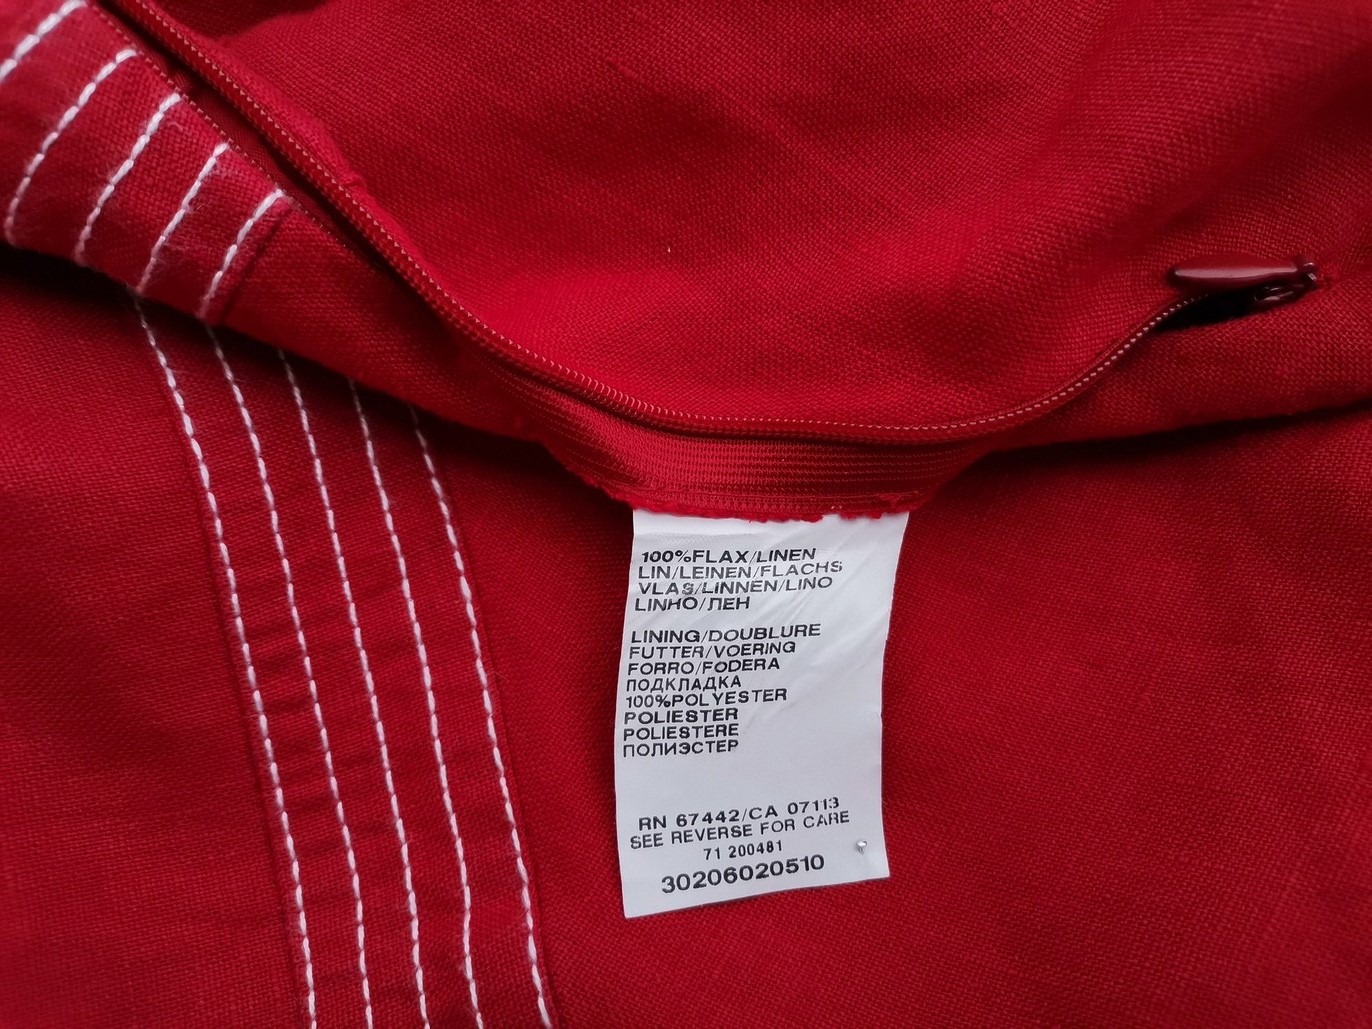 100%FLAX/LINEN
LIN/LEINEN/FLACHS
VLAS/LINNEN/LINO
LINHO/ЛЕН
LINING/DOUBLURE
FUTTER/VOERING
FORRO/FODERA
ПОДКЛАДКА
100%POLYESTER
POLIESTER
POLIESTERE
ПОЛИЭСТЕР
RN 67442/CA 07113
SEE REVERSE FOR CARE
71 200481
30206020510